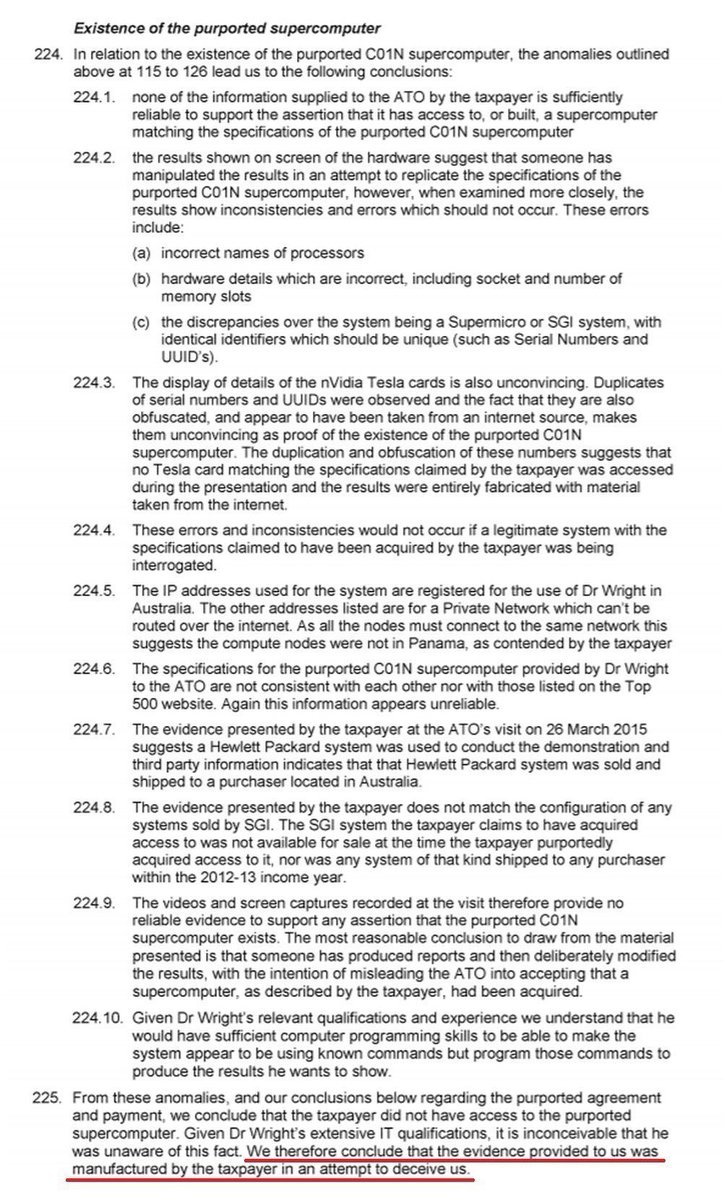 Existence of the purported supercomputer
224. In relation to the existence of the purported C01N supercomputer, the anomalies outlined
above at 115 to 126 lead us to the following conclusions:
224.1. none of the information supplied to the ATO by the taxpayer is sufficiently
reliable to support the assertion that it has access to, or built, a supercomputer
matching the specifications of the purported C01N supercomputer
224.2. the results shown on screen of the hardware suggest that someone has
manipulated the results in an attempt to replicate the specifications of the
purported C01N supercomputer, however, when examined more closely, the
results show inconsistencies and errors which should not occur. These errors
include:
(a) incorrect names of processors
(b) hardware details which are incorrect, including socket and number of
memory slots
(c) the discrepancies over the system being a Supermicro or SGI system, with
identical identifiers which should be unique (such as Serial Numbers and
UUID's).
224.3. The display of details of the nVidia Tesla cards is also unconvincing. Duplicates
of serial numbers and UUIDs were observed and the fact that they are also
obfuscated, and appear to have been taken from an internet source, makes
them unconvincing as proof of the existence of the purported C01N
supercomputer. The duplication and obfuscation of these numbers suggests that
no Tesla card matching the specifications claimed by the taxpayer was accessed
during the presentation and the results were entirely fabricated with material
taken from the internet.
224.4. These errors and inconsistencies would not occur if a legitimate system with the
specifications claimed to have been acquired by the taxpayer was being
interrogated.
224.5. The IP addresses used for the system are registered for the use of Dr Wright in
Australia. The other addresses listed are for a Private Network which can't be
routed over the internet. As all the nodes must connect to the same network this
suggests the compute nodes were not in Panama, as contended by the taxpayer
224.6. The specifications for the purported C01N supercomputer provided by Dr Wright
to the ATO are not consistent with each other nor with those listed on the Top
500 website. Again this information appears unreliable.
224.7. The evidence presented by the taxpayer at the ATO's visit on 26 March 2015
suggests a Hewlett Packard system was used to conduct the demonstration and
third party information indicates that that Hewlett Packard system was sold and
shipped to a purchaser located in Australia.
224.8. The evidence presented by the taxpayer does not match the configuration of any
systems sold by SGI. The SGI system the taxpayer claims to have acquired
access to was not available for sale at the time the taxpayer purportedly
acquired access to it, nor was any system of that kind shipped to any purchaser
within the 2012-13 income year.
224.9. The videos and screen captures recorded at the visit therefore provide no
reliable evidence to support any assertion that the purported C01N
supercomputer exists. The most reasonable conclusion to draw from the material
presented is that someone has produced reports and then deliberately modified
the results, with the intention of misleading the ATO into accepting that a
supercomputer, as described by the taxpayer, had been acquired.
224.10. Given Dr Wright's relevant qualifications and experience we understand that he
would have sufficient computer programming skills to be able to make the
system appear to be using known commands but program those commands to
produce the results he wants to show.
225. From these anomalies, and our conclusions below regarding the purported agreement
and payment, we conclude that the taxpayer did not have access to the purported
supercomputer. Given Dr Wright's extensive IT qualifications, it is inconceivable that he
was unaware of this fact. We therefore conclude that the evidence provided to us was
manufactured by the taxpayer in an attempt to deceive us.